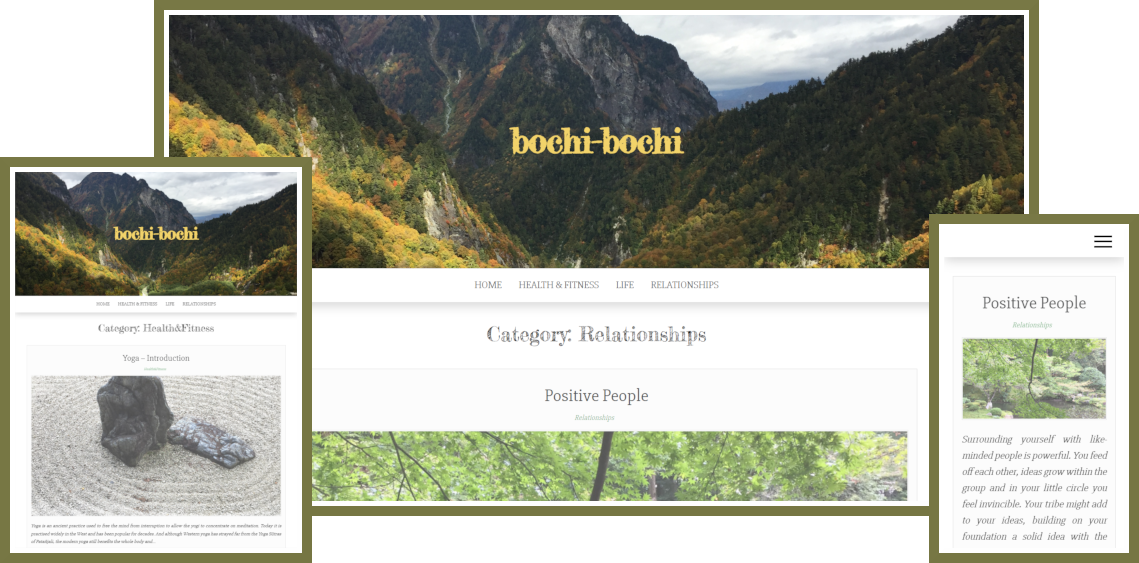 bochi-bochi
HOME HEALTH & FITNESS LIFE RELATIONSHIPS
Category: Relationships
Positive People
Relationships
bochi-bochi
HOME HEALTH & FITNESS LIFE RELATIONSHIPS
Category: Health&Fitness
Yoga – Introduction
Yoga is an ancient practice used to free the mind from interruption to allow the yogi to concentrate on meditation. Today it is
practised widely in the West and has been popular for decades. And although Western yoga has strayed far from the Yoga Sūtras
of Patañjali, the modern yogi still benefits the whole body and
Positive People
Relationships
Surrounding yourself with like-
minded people is powerful. You feed
off each other, ideas grow within the
group and in your little circle you
feel invincible. Your tribe might add
to your ideas, building on your
foundation a solid idea with the